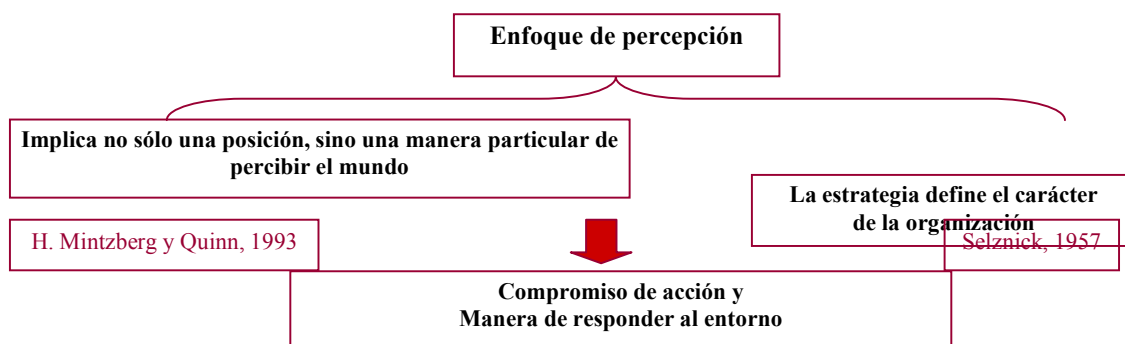 Enfoque de percepción
Implica no sólo una posición, sino una manera particular de
percibir el mundo
La estrategia define el carácter
de la organización
H. Mintzberg y Quinn, 1993
Selznick, 1957
Compromiso de acción y
Manera de responder al entorno